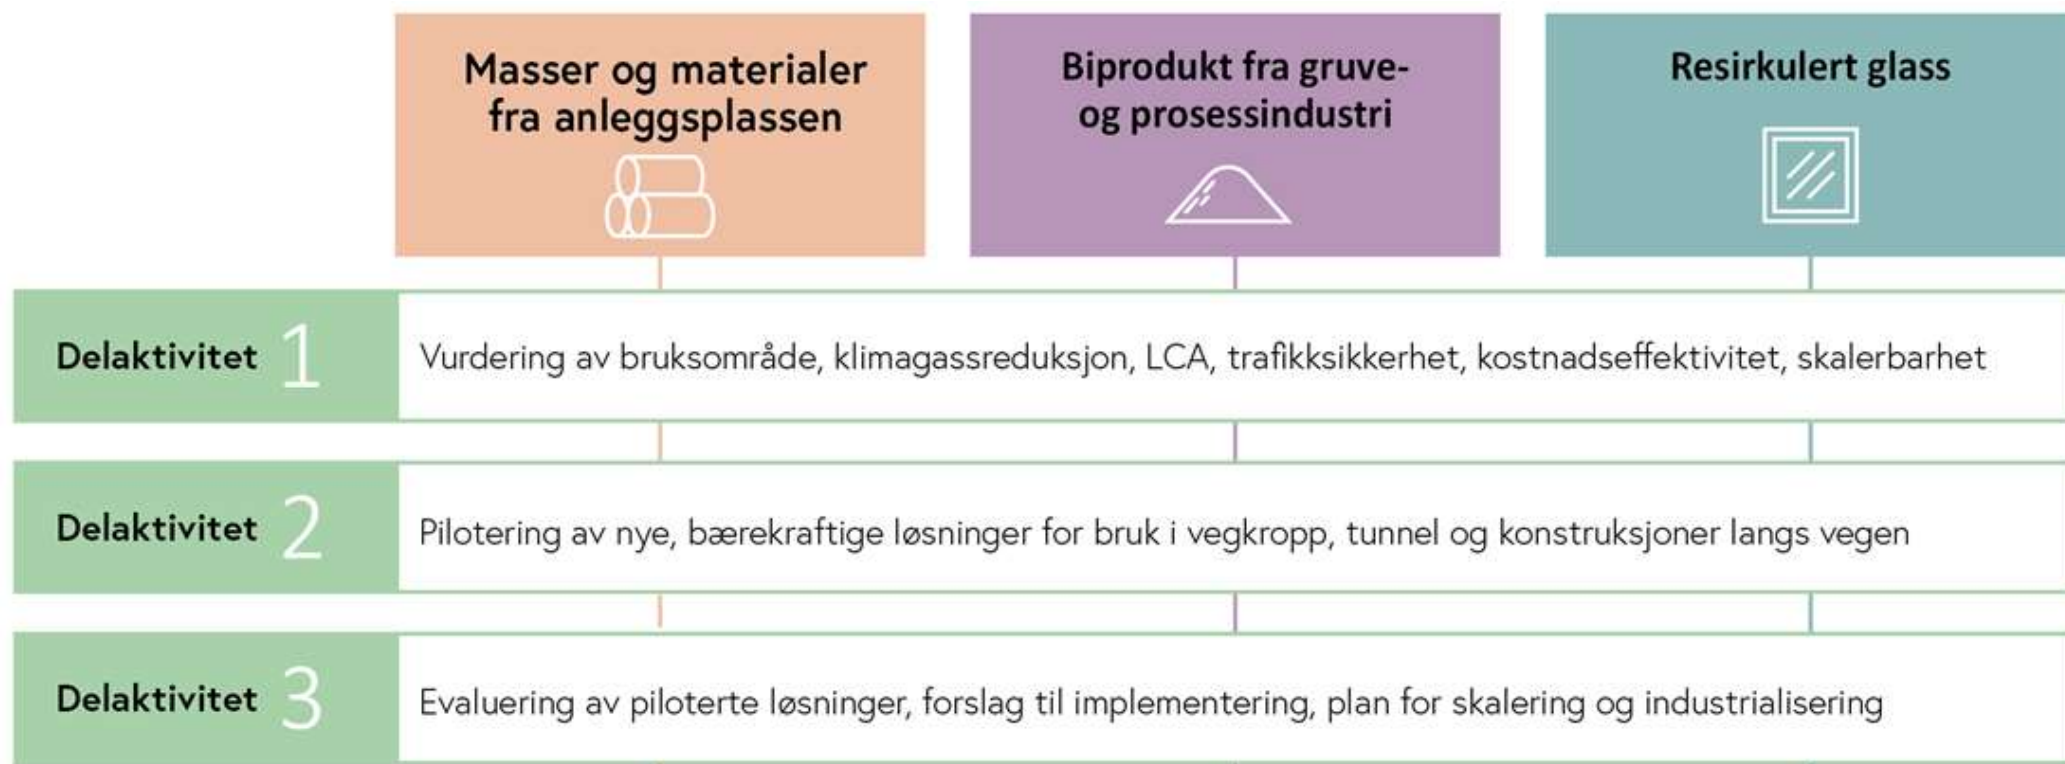 Masser og materialer
fra anleggsplassen
Biprodukt fra gruve-
og prosessindustri
Resirkulert glass
Delaktivitet 1
Vurdering av bruksområde, klimagassreduksjon, LCA, trafikksikkerhet, kostnadseffektivitet, skalerbarhet
Delaktivitet 2
Pilotering av nye, bærekraftige løsninger for bruk i vegkropp, tunnel og konstruksjoner langs vegen
Delaktivitet 3
Evaluering av piloterte løsninger, forslag til implementering, plan for skalering og industrialisering